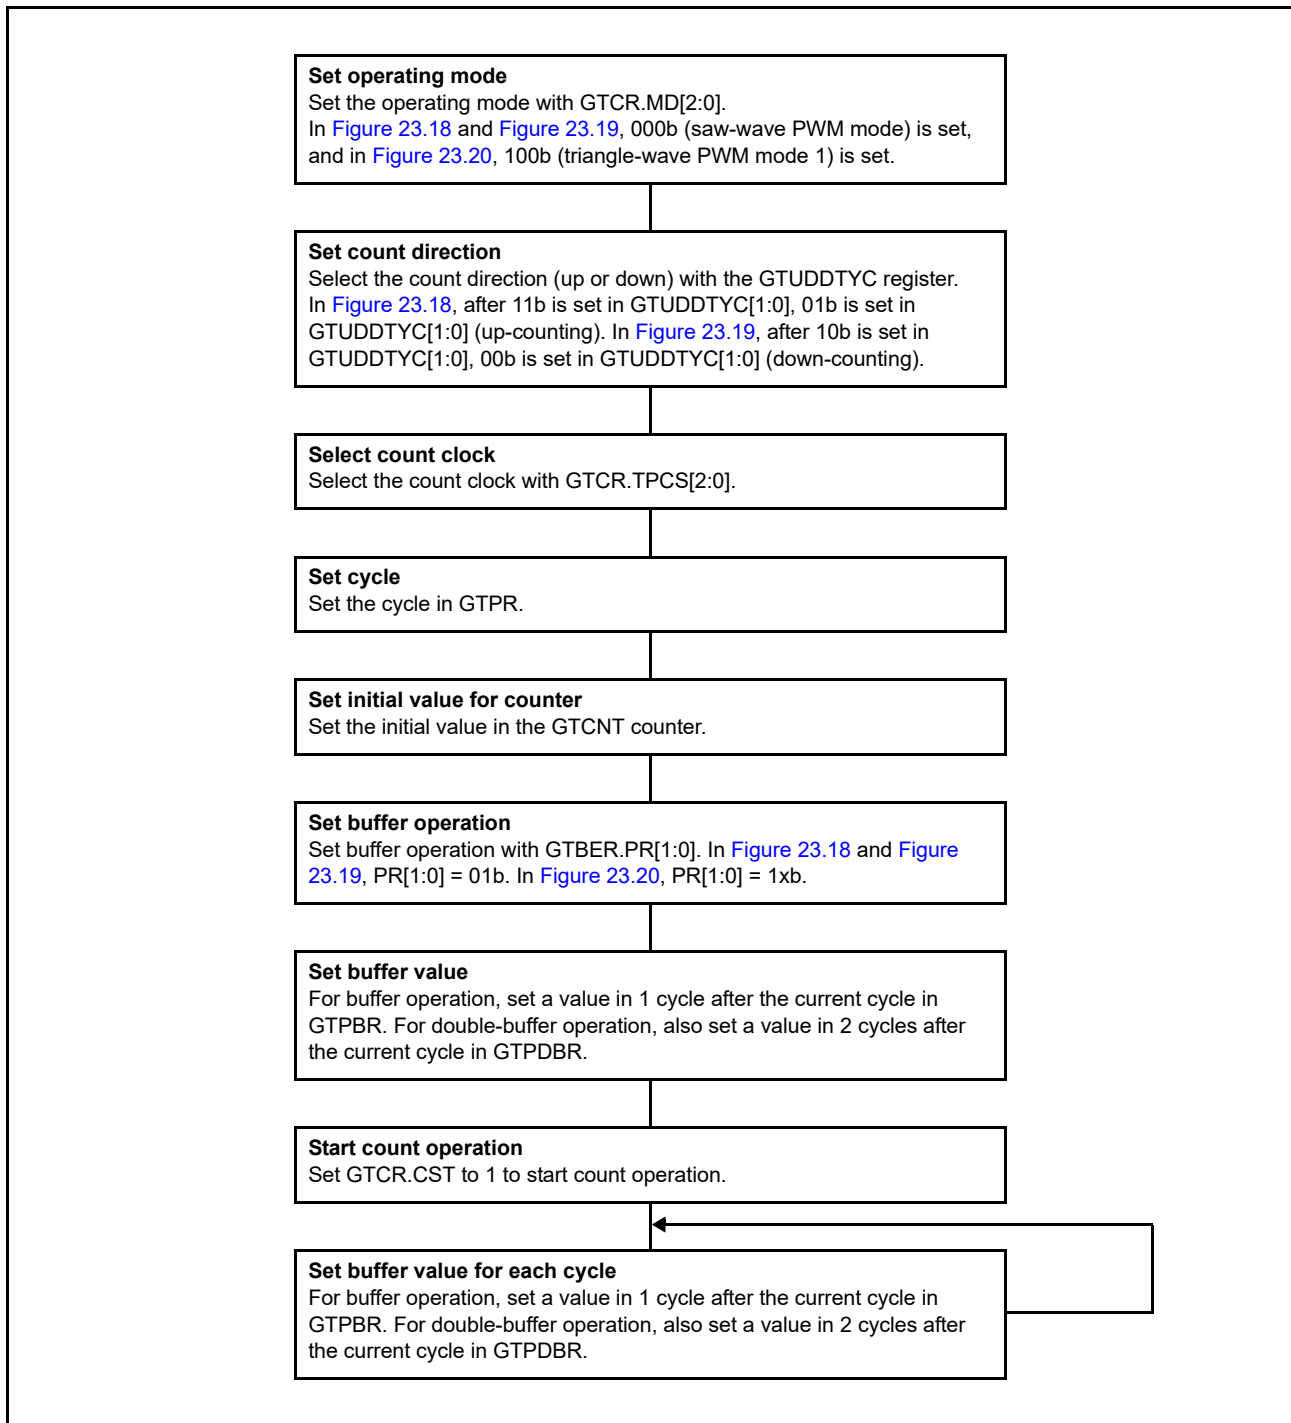 Set operating mode
Set the operating mode with GTCR.MD[2:0].
In Figure 23.18 and Figure 23.19, 000b (saw-wave PWM mode) is set,
and in Figure 23.20, 100b (triangle-wave PWM mode 1) is set.
Set count direction
Select the count direction (up or down) with the GTUDDTYC register.
In Figure 23.18, after 11b is set in GTUDDTYC[1:0], 01b is set in
GTUDDTYC[1:0] (up-counting). In Figure 23.19, after 10b is set in
GTUDDTYC[1:0], 00b is set in GTUDDTYC[1:0] (down-counting).
Select count clock
Select the count clock with GTCR.TPCS[2:0].
Set cycle
Set the cycle in GTPR.
Set initial value for counter
Set the initial value in the GTCNT counter.
Set buffer operation
Set buffer operation with GTBER.PR[1:0]. In Figure 23.18 and Figure
23.19, PR[1:0] = 01b. In Figure 23.20, PR[1:0] = 1xb.
Set buffer value
For buffer operation, set a value in 1 cycle after the current cycle in
GTPBR. For double-buffer operation, also set a value in 2 cycles after
the current cycle in GTPDBR.
Start count operation
Set GTCR.CST to 1 to start count operation.
Set buffer value for each cycle
For buffer operation, set a value in 1 cycle after the current cycle in
GTPBR. For double-buffer operation, also set a value in 2 cycles after
the current cycle in GTPDBR.